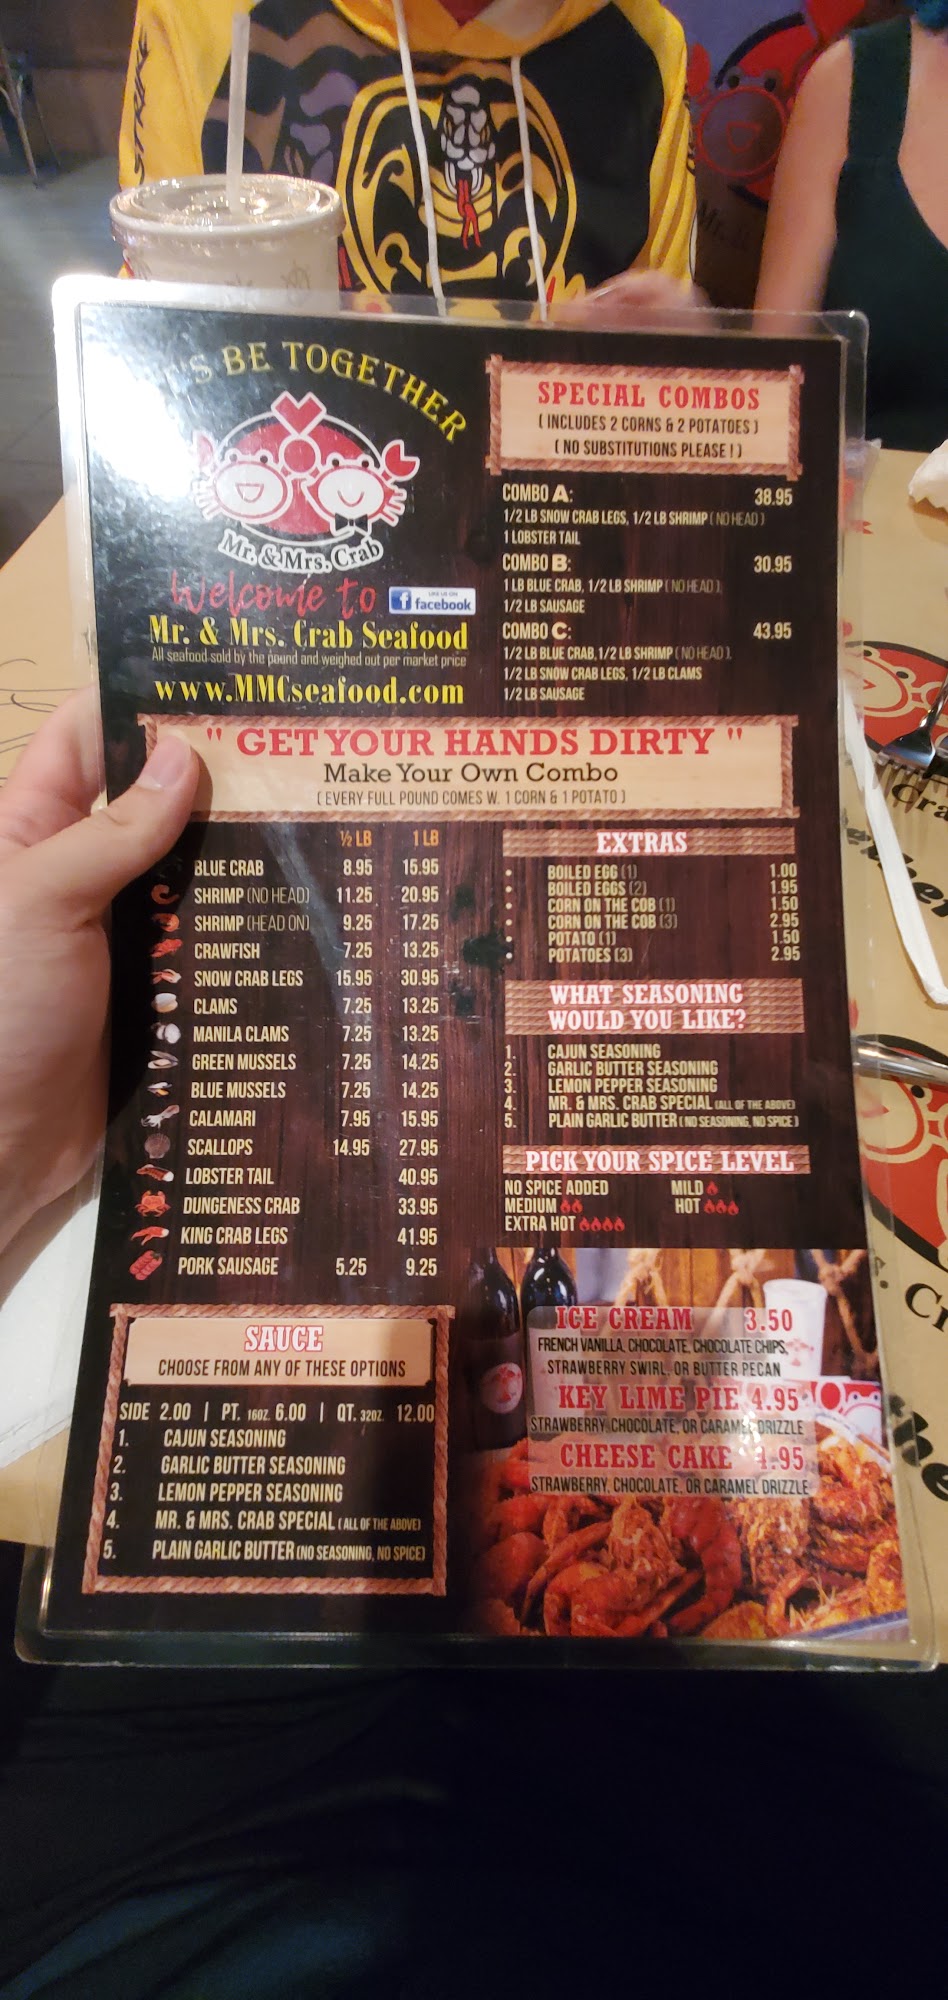 BE TOGETHER
Mr. & Mrs. Crab
Welcome to
LIKE US ON
facebook
Mr. & Mrs. Crab Seafood
All seafood sold by the pound and weighed out per market price
www.MMCseafood.com
SPECIAL COMBOS
( INCLUDES 2 CORNS & 2 POTATOES )
( NO SUBSTITUTIONS PLEASE ! )
COMBO A: 38.95
1/2 LB SNOW CRAB LEGS, 1/2 LB SHRIMP ( NO HEAD )
1 LOBSTER TAIL
COMBO B: 30.95
1 LB BLUE CRAB, 1/2 LB SHRIMP ( NO HEAD ),
1/2 LB SAUSAGE
COMBO C: 43.95
1/2 LB BLUE CRAB, 1/2 LB SHRIMP ( NO HEAD ),
1/2 LB SNOW CRAB LEGS, 1/2 LB CLAMS
1/2 LB SAUSAGE
" GET YOUR HANDS DIRTY "
Make Your Own Combo
( EVERY FULL POUND COMES W. 1 CORN & 1 POTATO )
½ LB 1 LB
BLUE CRAB 8.95 15.95
SHRIMP (NO HEAD) 11.25 20.95
SHRIMP (HEAD ON) 9.25 17.25
CRAWFISH 7.25 13.25
SNOW CRAB LEGS 15.95 30.95
CLAMS 7.25 13.25
MANILA CLAMS 7.25 13.25
GREEN MUSSELS 7.25 14.25
BLUE MUSSELS 7.25 14.25
CALAMARI 7.95 15.95
SCALLOPS 14.95 27.95
LOBSTER TAIL 40.95
DUNGENESS CRAB 33.95
KING CRAB LEGS 41.95
PORK SAUSAGE 5.25 9.25
EXTRAS
• BOILED EGG (1) 1.00
• BOILED EGGS (2) 1.95
• CORN ON THE COB (1) 1.50
• CORN ON THE COB (3) 2.95
• POTATO (1) 1.50
• POTATOES (3) 2.95
WHAT SEASONING
WOULD YOU LIKE?
1. CAJUN SEASONING
2. GARLIC BUTTER SEASONING
3. LEMON PEPPER SEASONING
4. MR. & MRS. CRAB SPECIAL (ALL OF THE ABOVE)
5. PLAIN GARLIC BUTTER ( NO SEASONING, NO SPICE )
PICK YOUR SPICE LEVEL
NO SPICE ADDED MILD
MEDIUM HOT
EXTRA HOT
SAUCE
CHOOSE FROM ANY OF THESE OPTIONS
SIDE 2.00 | PT. 16OZ. 6.00 | QT. 32OZ. 12.00
1. CAJUN SEASONING
2. GARLIC BUTTER SEASONING
3. LEMON PEPPER SEASONING
4. MR. & MRS. CRAB SPECIAL ( ALL OF THE ABOVE)
5. PLAIN GARLIC BUTTER (NO SEASONING, NO SPICE)
ICE CREAM 3.50
FRENCH VANILLA, CHOCOLATE, CHOCOLATE CHIPS,
STRAWBERRY SWIRL, OR BUTTER PECAN
KEY LIME PIE 4.95
STRAWBERRY, CHOCOLATE, OR CARAMEL DRIZZLE
CHEESE CAKE 4.95
STRAWBERRY, CHOCOLATE, OR CARAMEL DRIZZLE